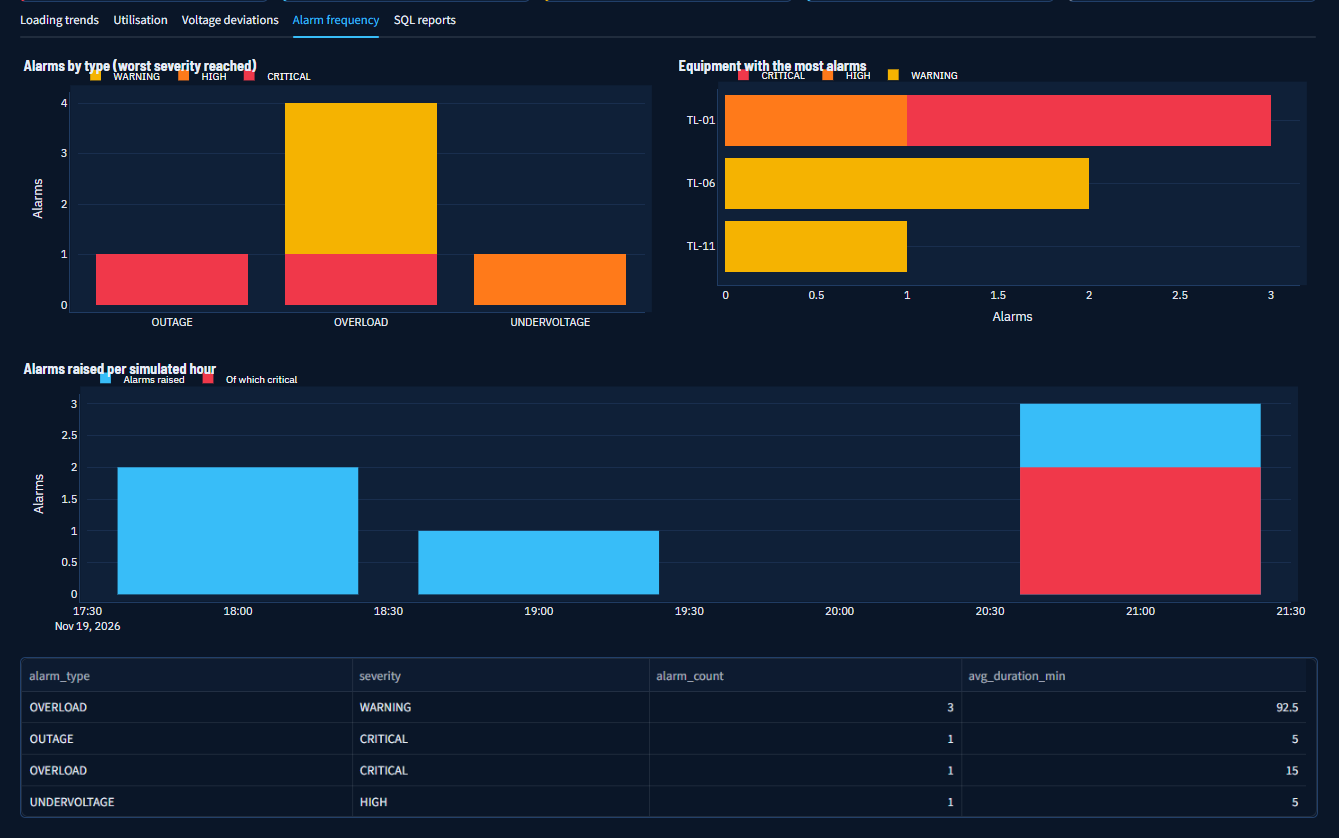 Loading trends Utilisation Voltage deviations Alarm frequency SQL reports
Alarms by type (worst severity reached)
WARNING HIGH CRITICAL
4
3
2
1
0
Alarms
OUTAGE OVERLOAD UNDERVOLTAGE
Equipment with the most alarms
CRITICAL HIGH WARNING
TL-01
TL-06
TL-11
0 0.5 1 1.5 2 2.5 3
Alarms
Alarms raised per simulated hour
Alarms raised Of which critical
3
2.5
2
1.5
1
0.5
0
Alarms
17:30 18:00 18:30 19:00 19:30 20:00 20:30 21:00 21:30
Nov 19, 2026
alarm_type severity alarm_count avg_duration_min
OVERLOAD WARNING 3 92.5
OUTAGE CRITICAL 1 5
OVERLOAD CRITICAL 1 15
UNDERVOLTAGE HIGH 1 5